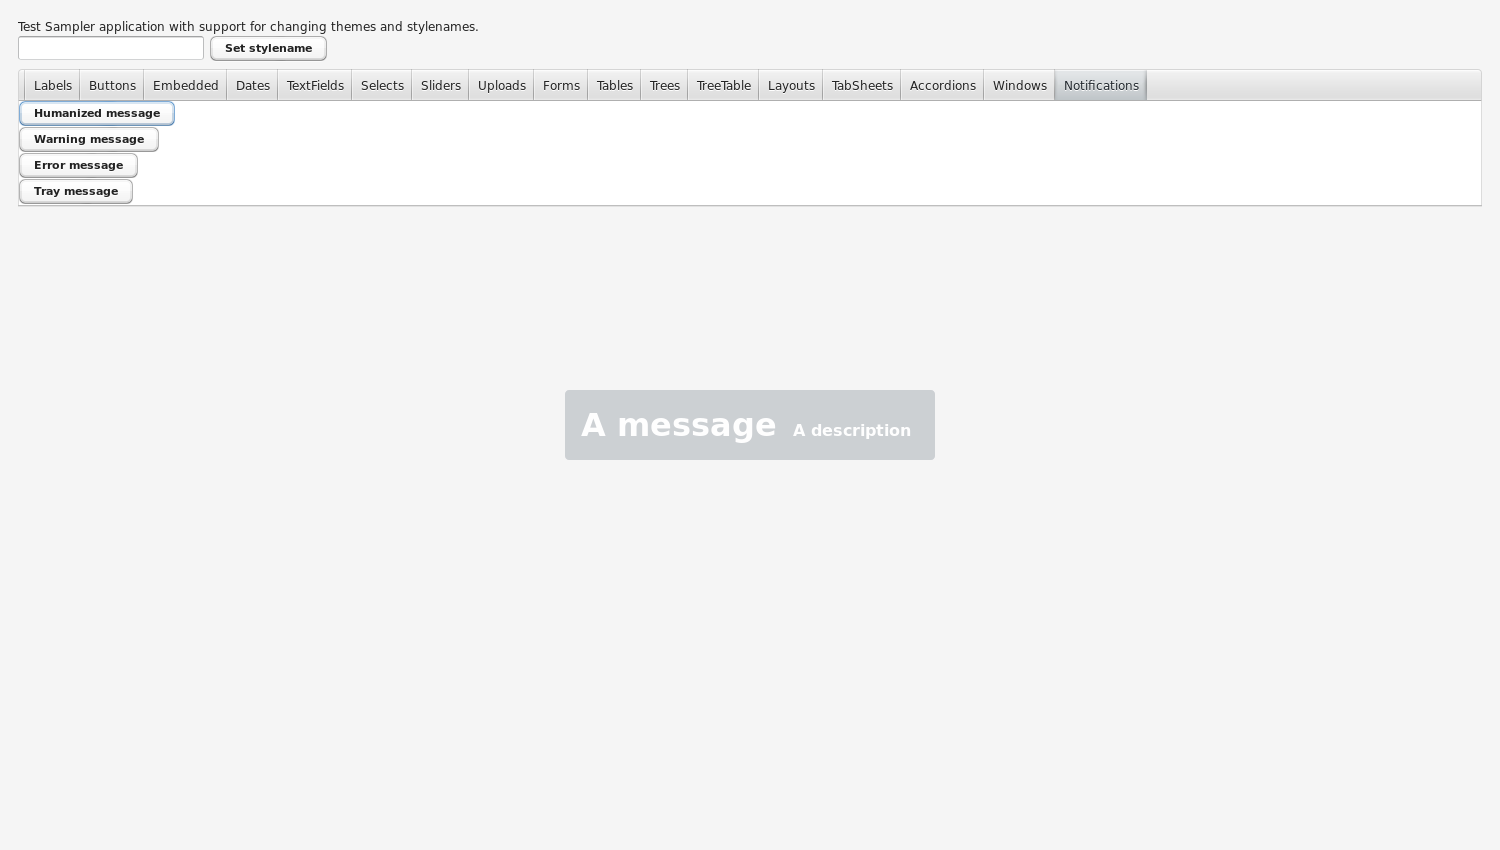 Test Sampler application with support for changing themes and stylenames.
Set stylename
Labels Buttons Embedded Dates TextFields Selects Sliders Uploads Forms Tables Trees TreeTable Layouts TabSheets Accordions Windows Notifications
Humanized message
Warning message
Error message
Tray message
A message A description